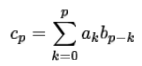 $c_p = \sum_{k=0}^{p} a_k b_{p-k}$